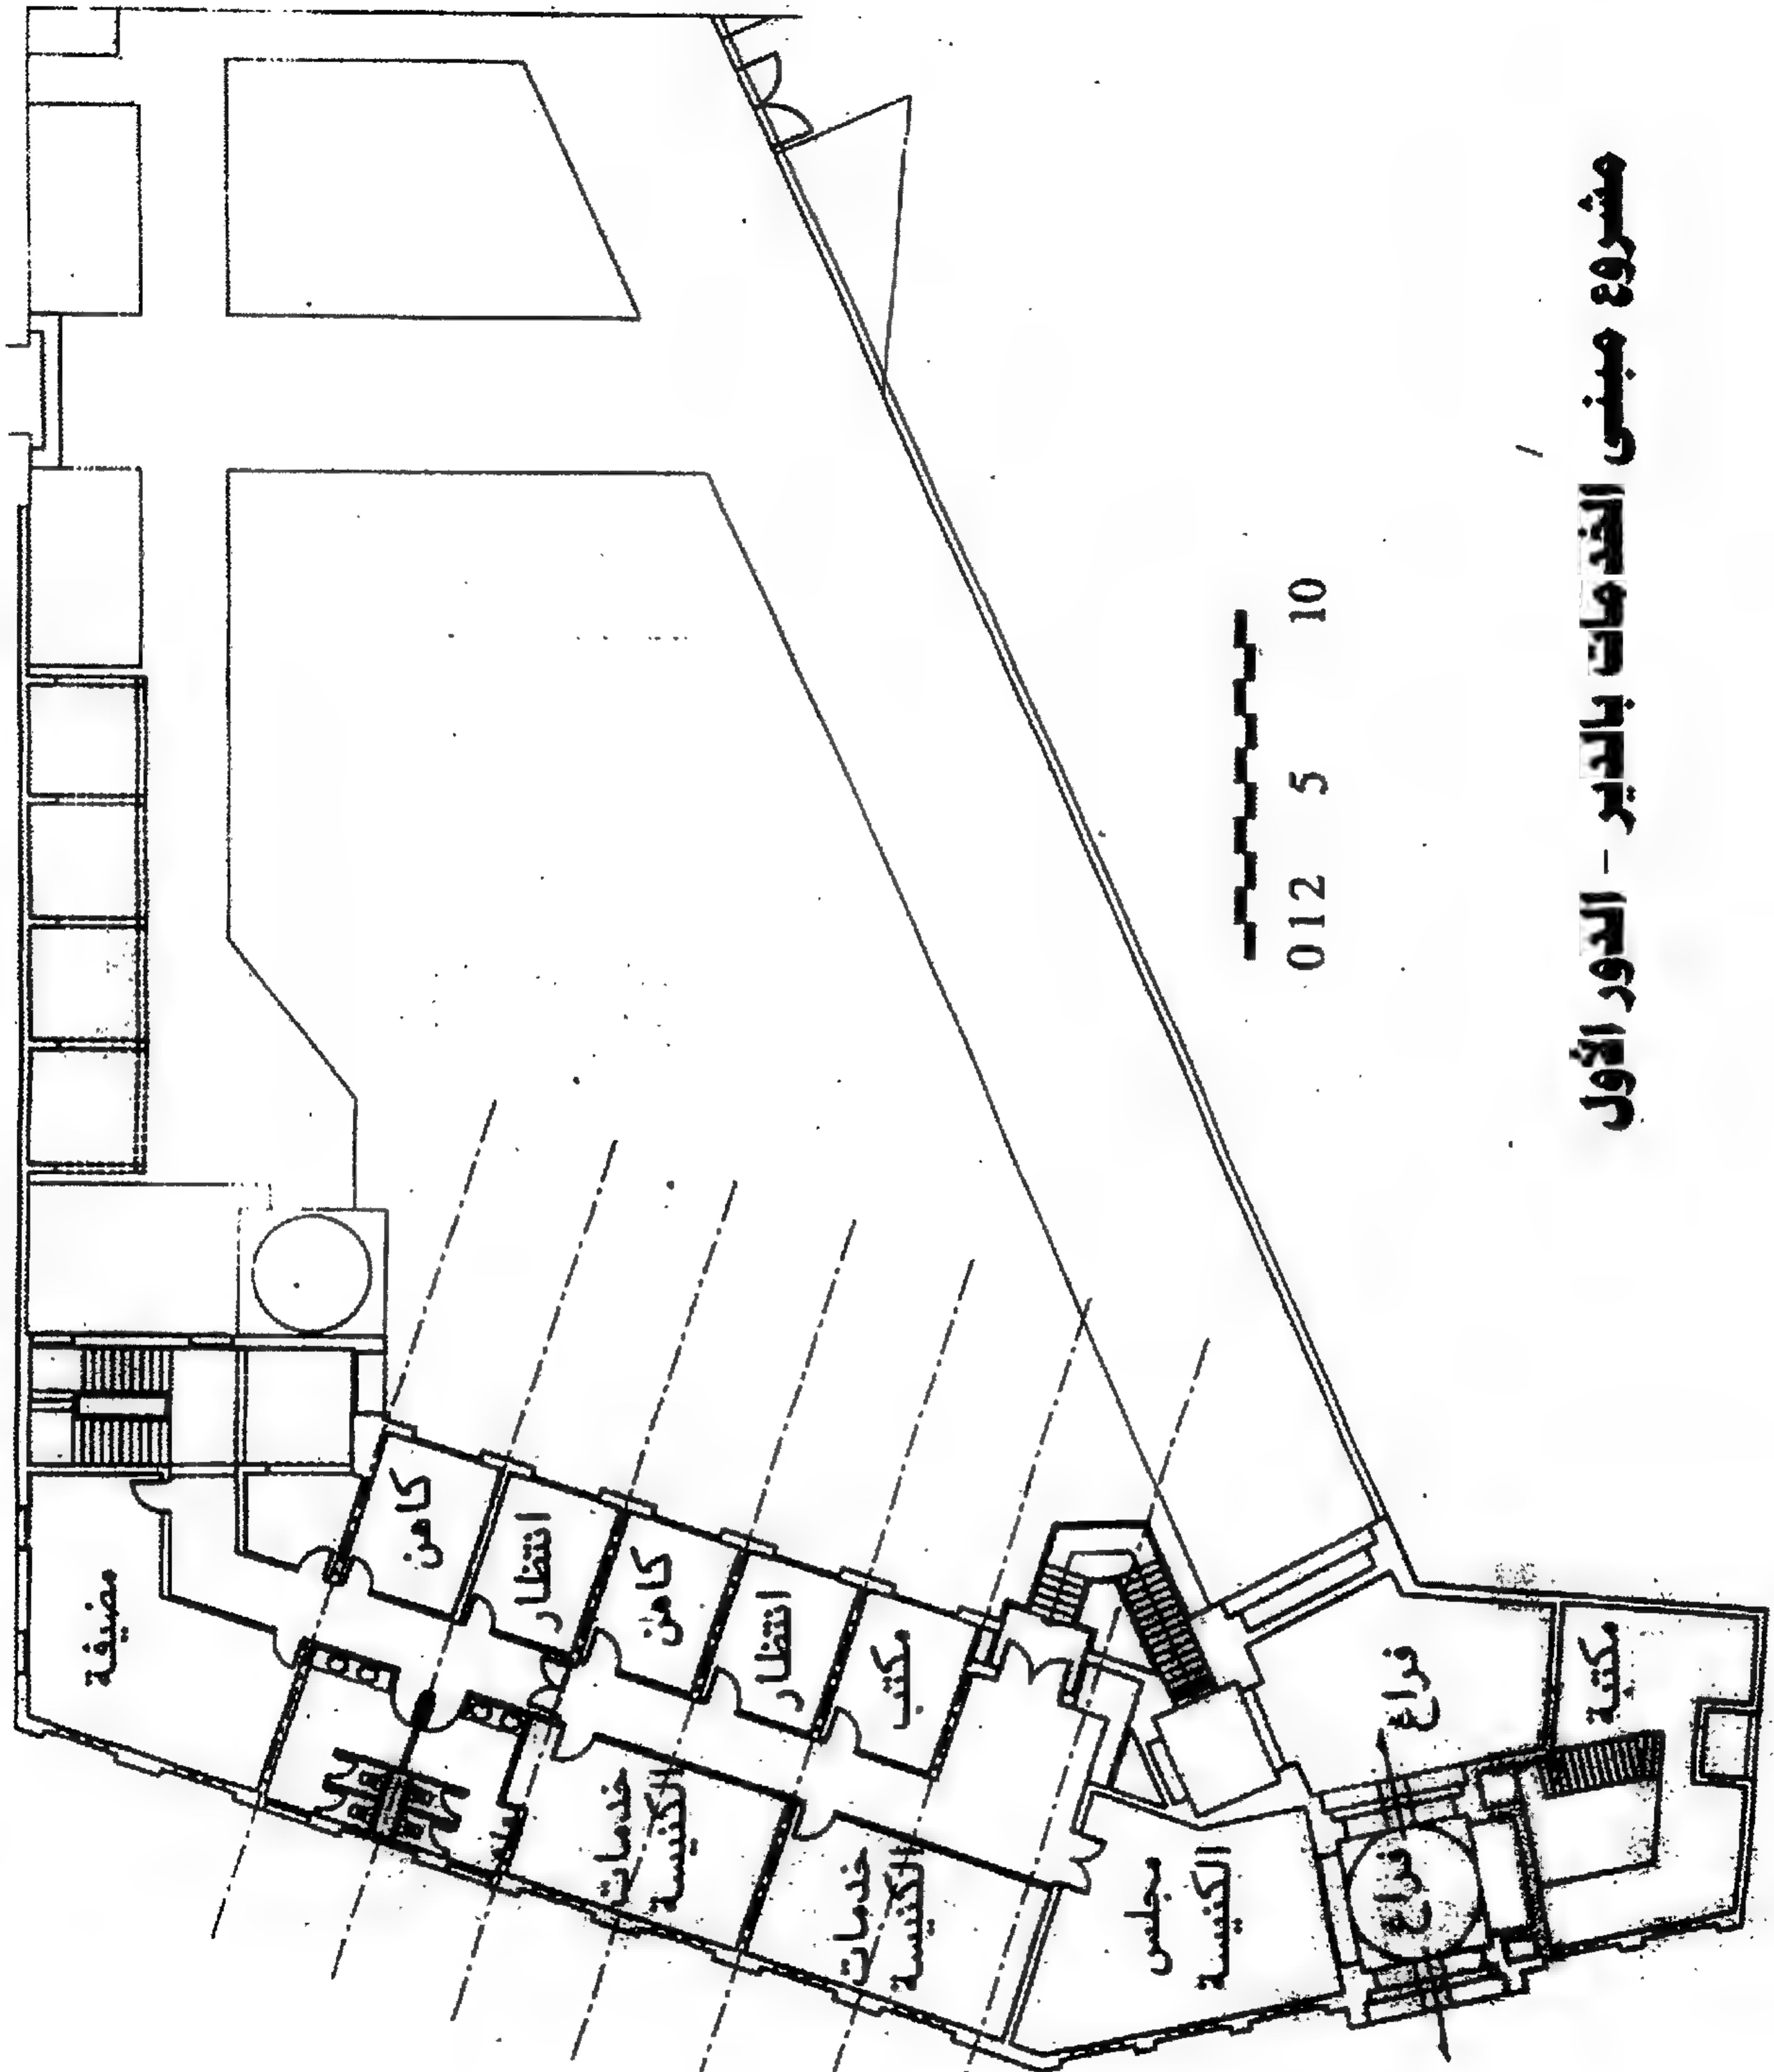 مشروع مبنى الخدمات بالدير – الدور الأول
0 1 2 5 10
مضيفة
كاهن
انتظار
كاهن
انتظار
مكتب
خدمات
الكنيسة
خدمات
الكنيسة
مجلس
الكنيسة
فراغ
فراغ
مكتبة